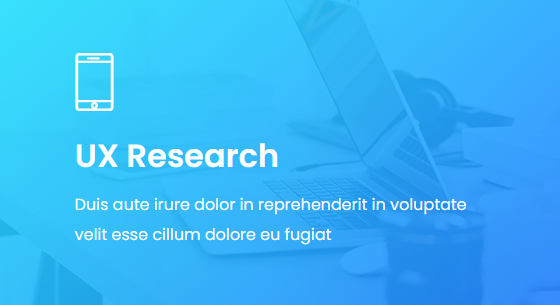 UX Research
Duis aute irure dolor in reprehenderit in voluptate
velit esse cillum dolore eu fugiat